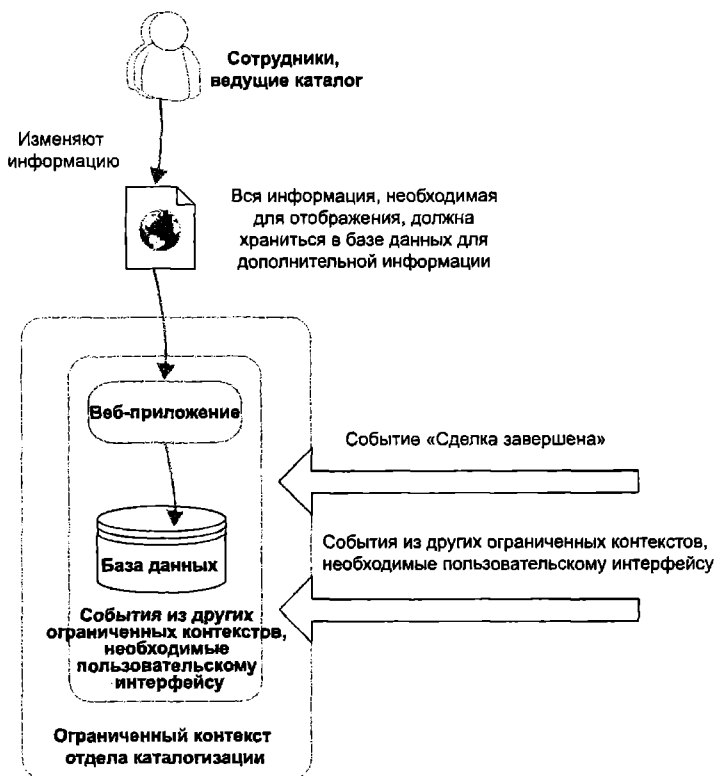 Сотрудники,
ведущие каталог
Изменяют
информацию
Вся информация, необходимая
для отображения, должна
храниться в базе данных для
дополнительной информации
Веб-приложение
Событие «Сделка завершена»
База данных
События из других ограниченных контекстов,
необходимые пользовательскому интерфейсу
События из других
ограниченных контекстов,
необходимые
пользовательскому
интерфейсу
Ограниченный контекст
отдела каталогизации